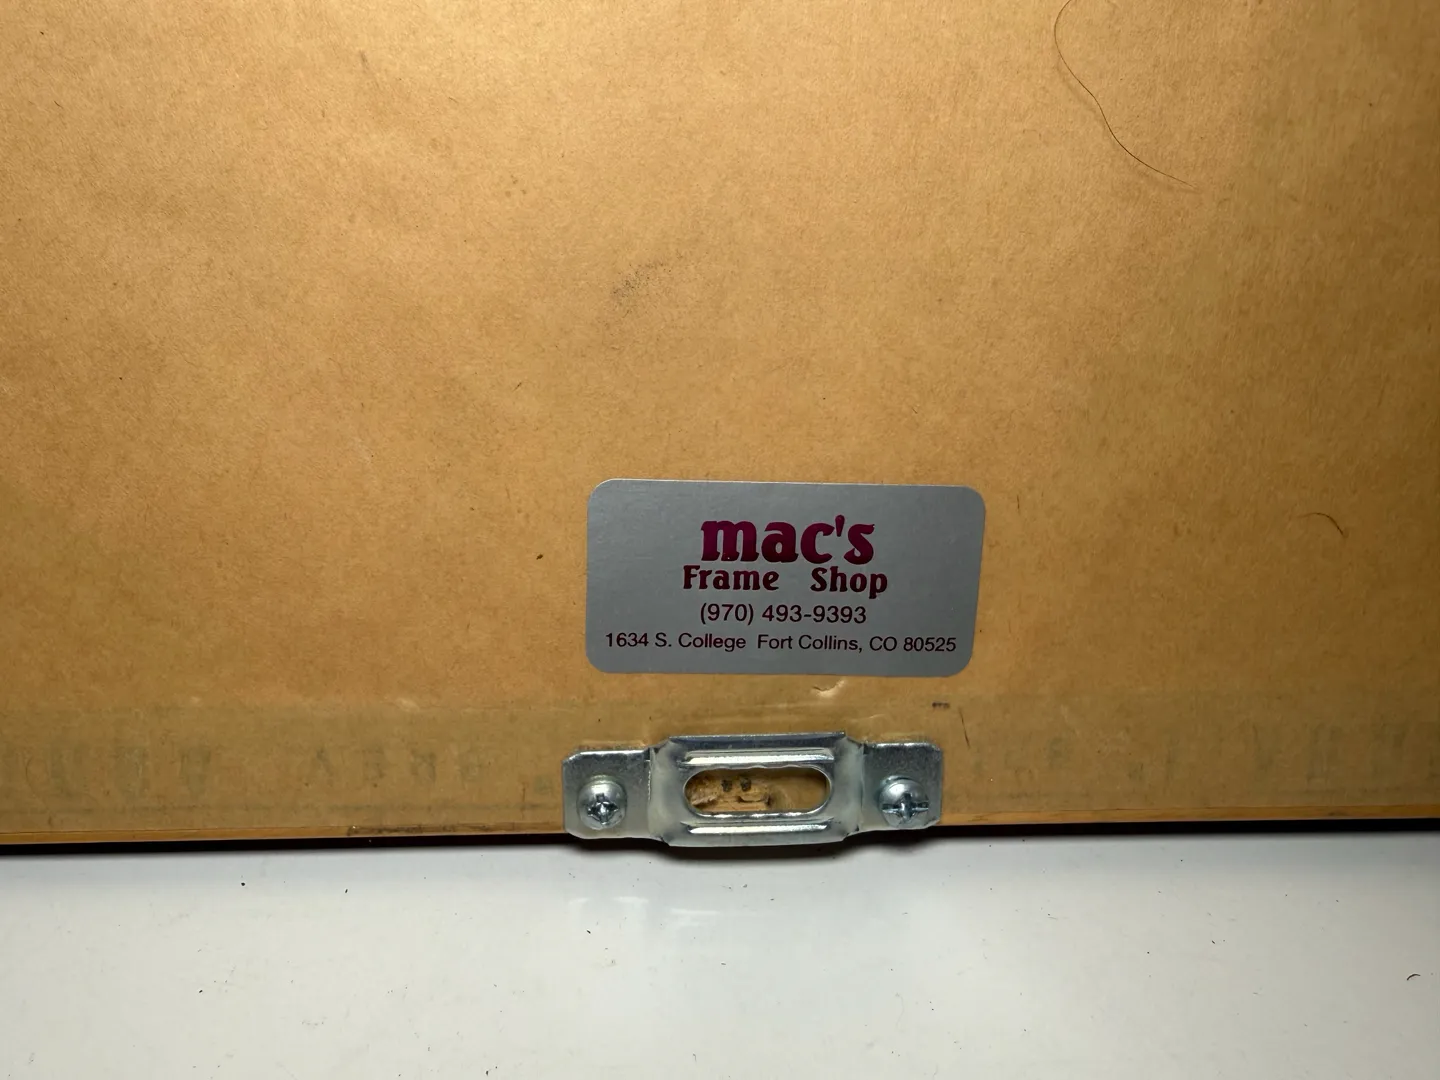 mac's
Frame Shop
(970) 493-9393
1634 S. College Fort Collins, CO 80525